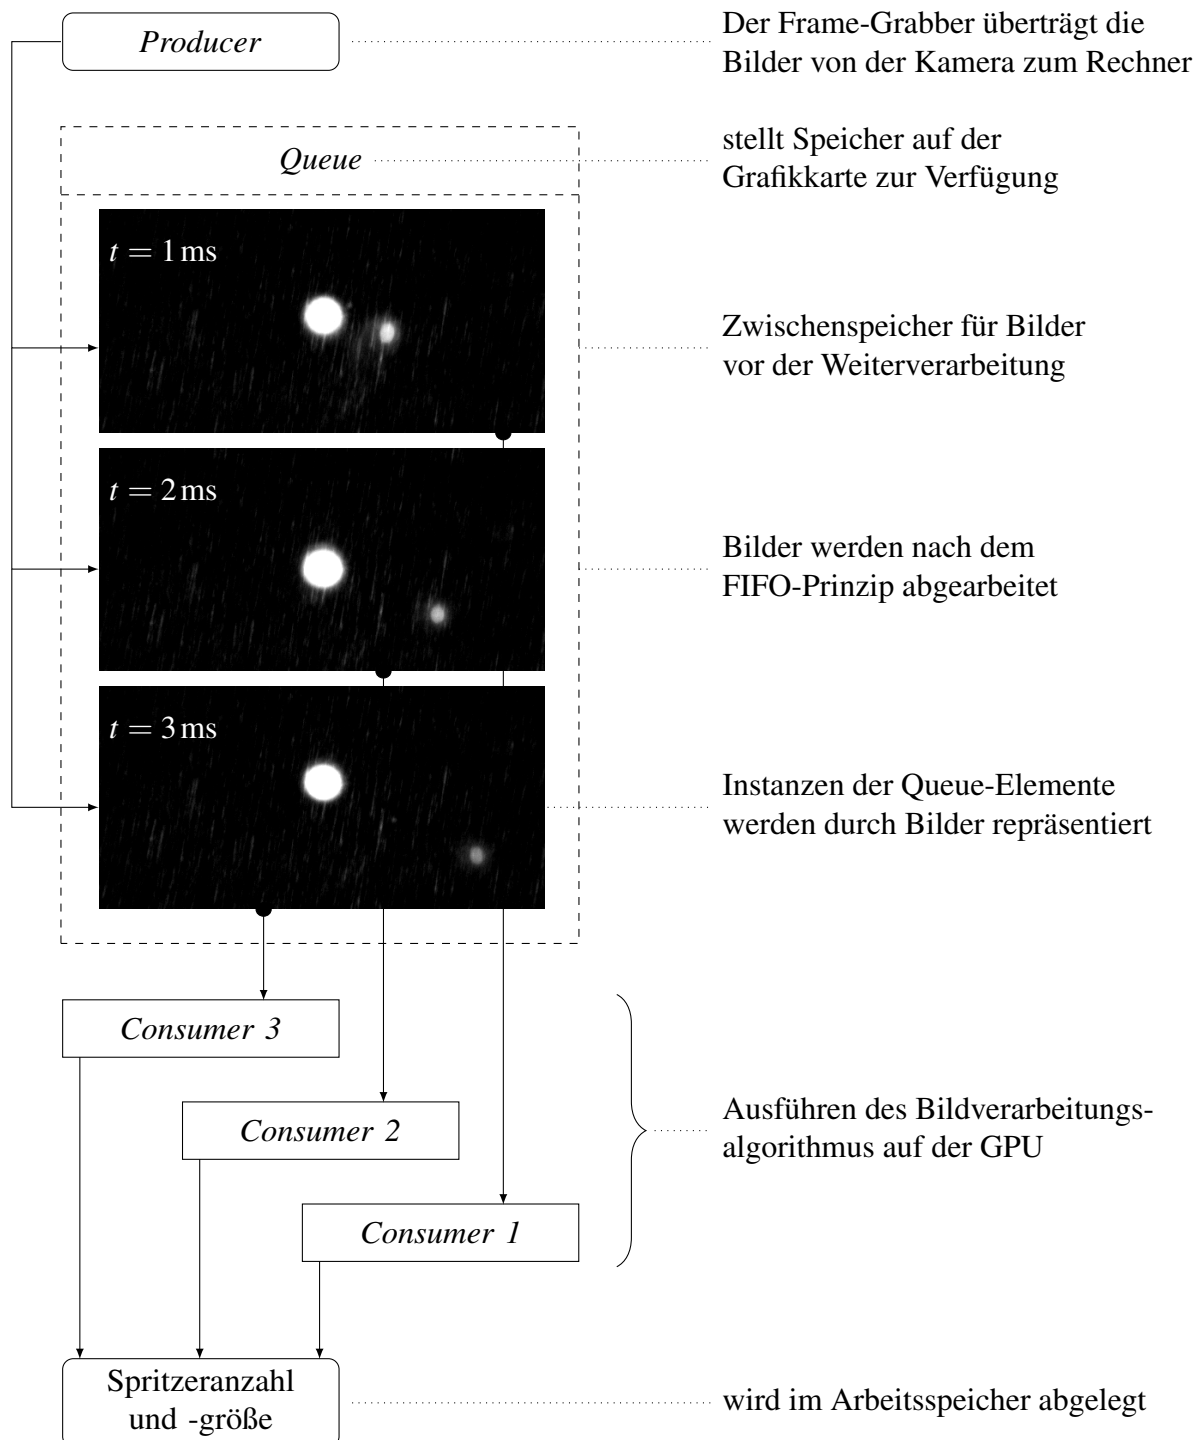 Producer
Der Frame-Grabber überträgt die
Bilder von der Kamera zum Rechner
Queue
stellt Speicher auf der
Grafikkarte zur Verfügung
t = 1 ms
Zwischenspeicher für Bilder
vor der Weiterverarbeitung
t = 2 ms
Bilder werden nach dem
FIFO-Prinzip abgearbeitet
t = 3 ms
Instanzen der Queue-Elemente
werden durch Bilder repräsentiert
Consumer 3
Consumer 2
Ausführen des Bildverarbeitungs-
algorithmus auf der GPU
Consumer 1
Spritzeranzahl
und -größe
wird im Arbeitsspeicher abgelegt